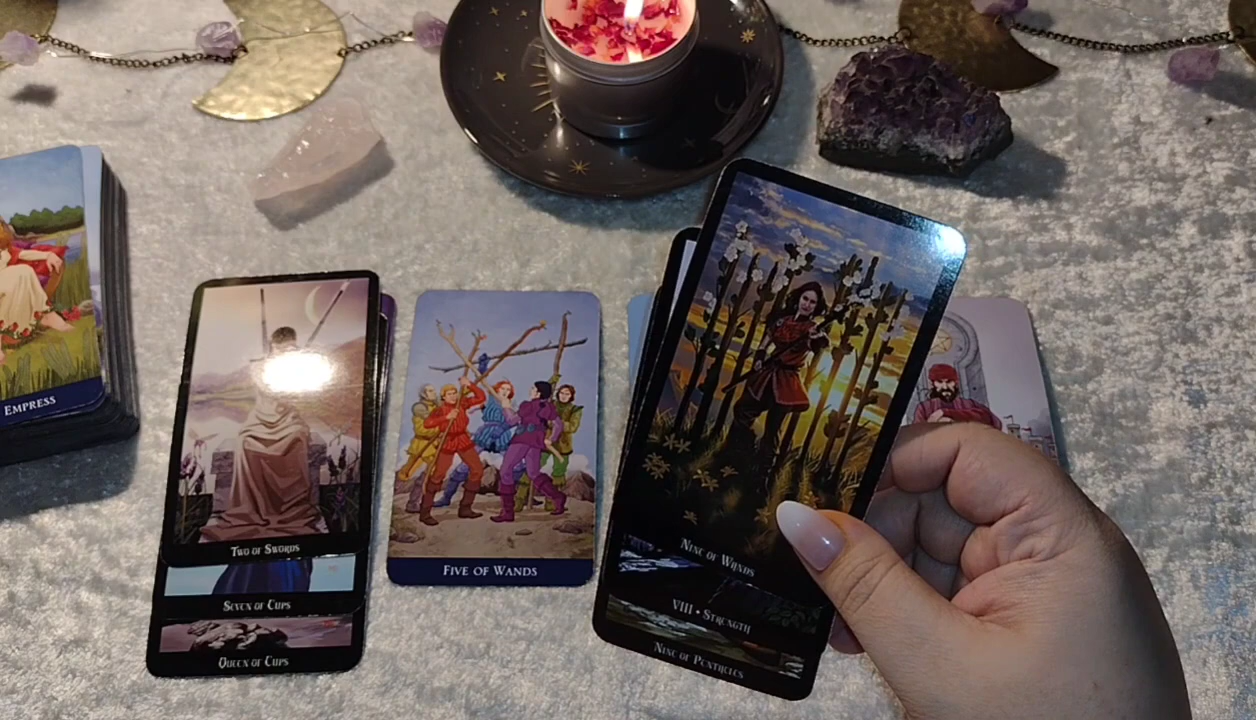 EMPRESS
TWO OF SWORDS
SEVEN OF CUPS
QUEEN OF CUPS
FIVE OF WANDS
NINE OF WANDS
VIII • STRENGTH
NINE OF PENTACLES